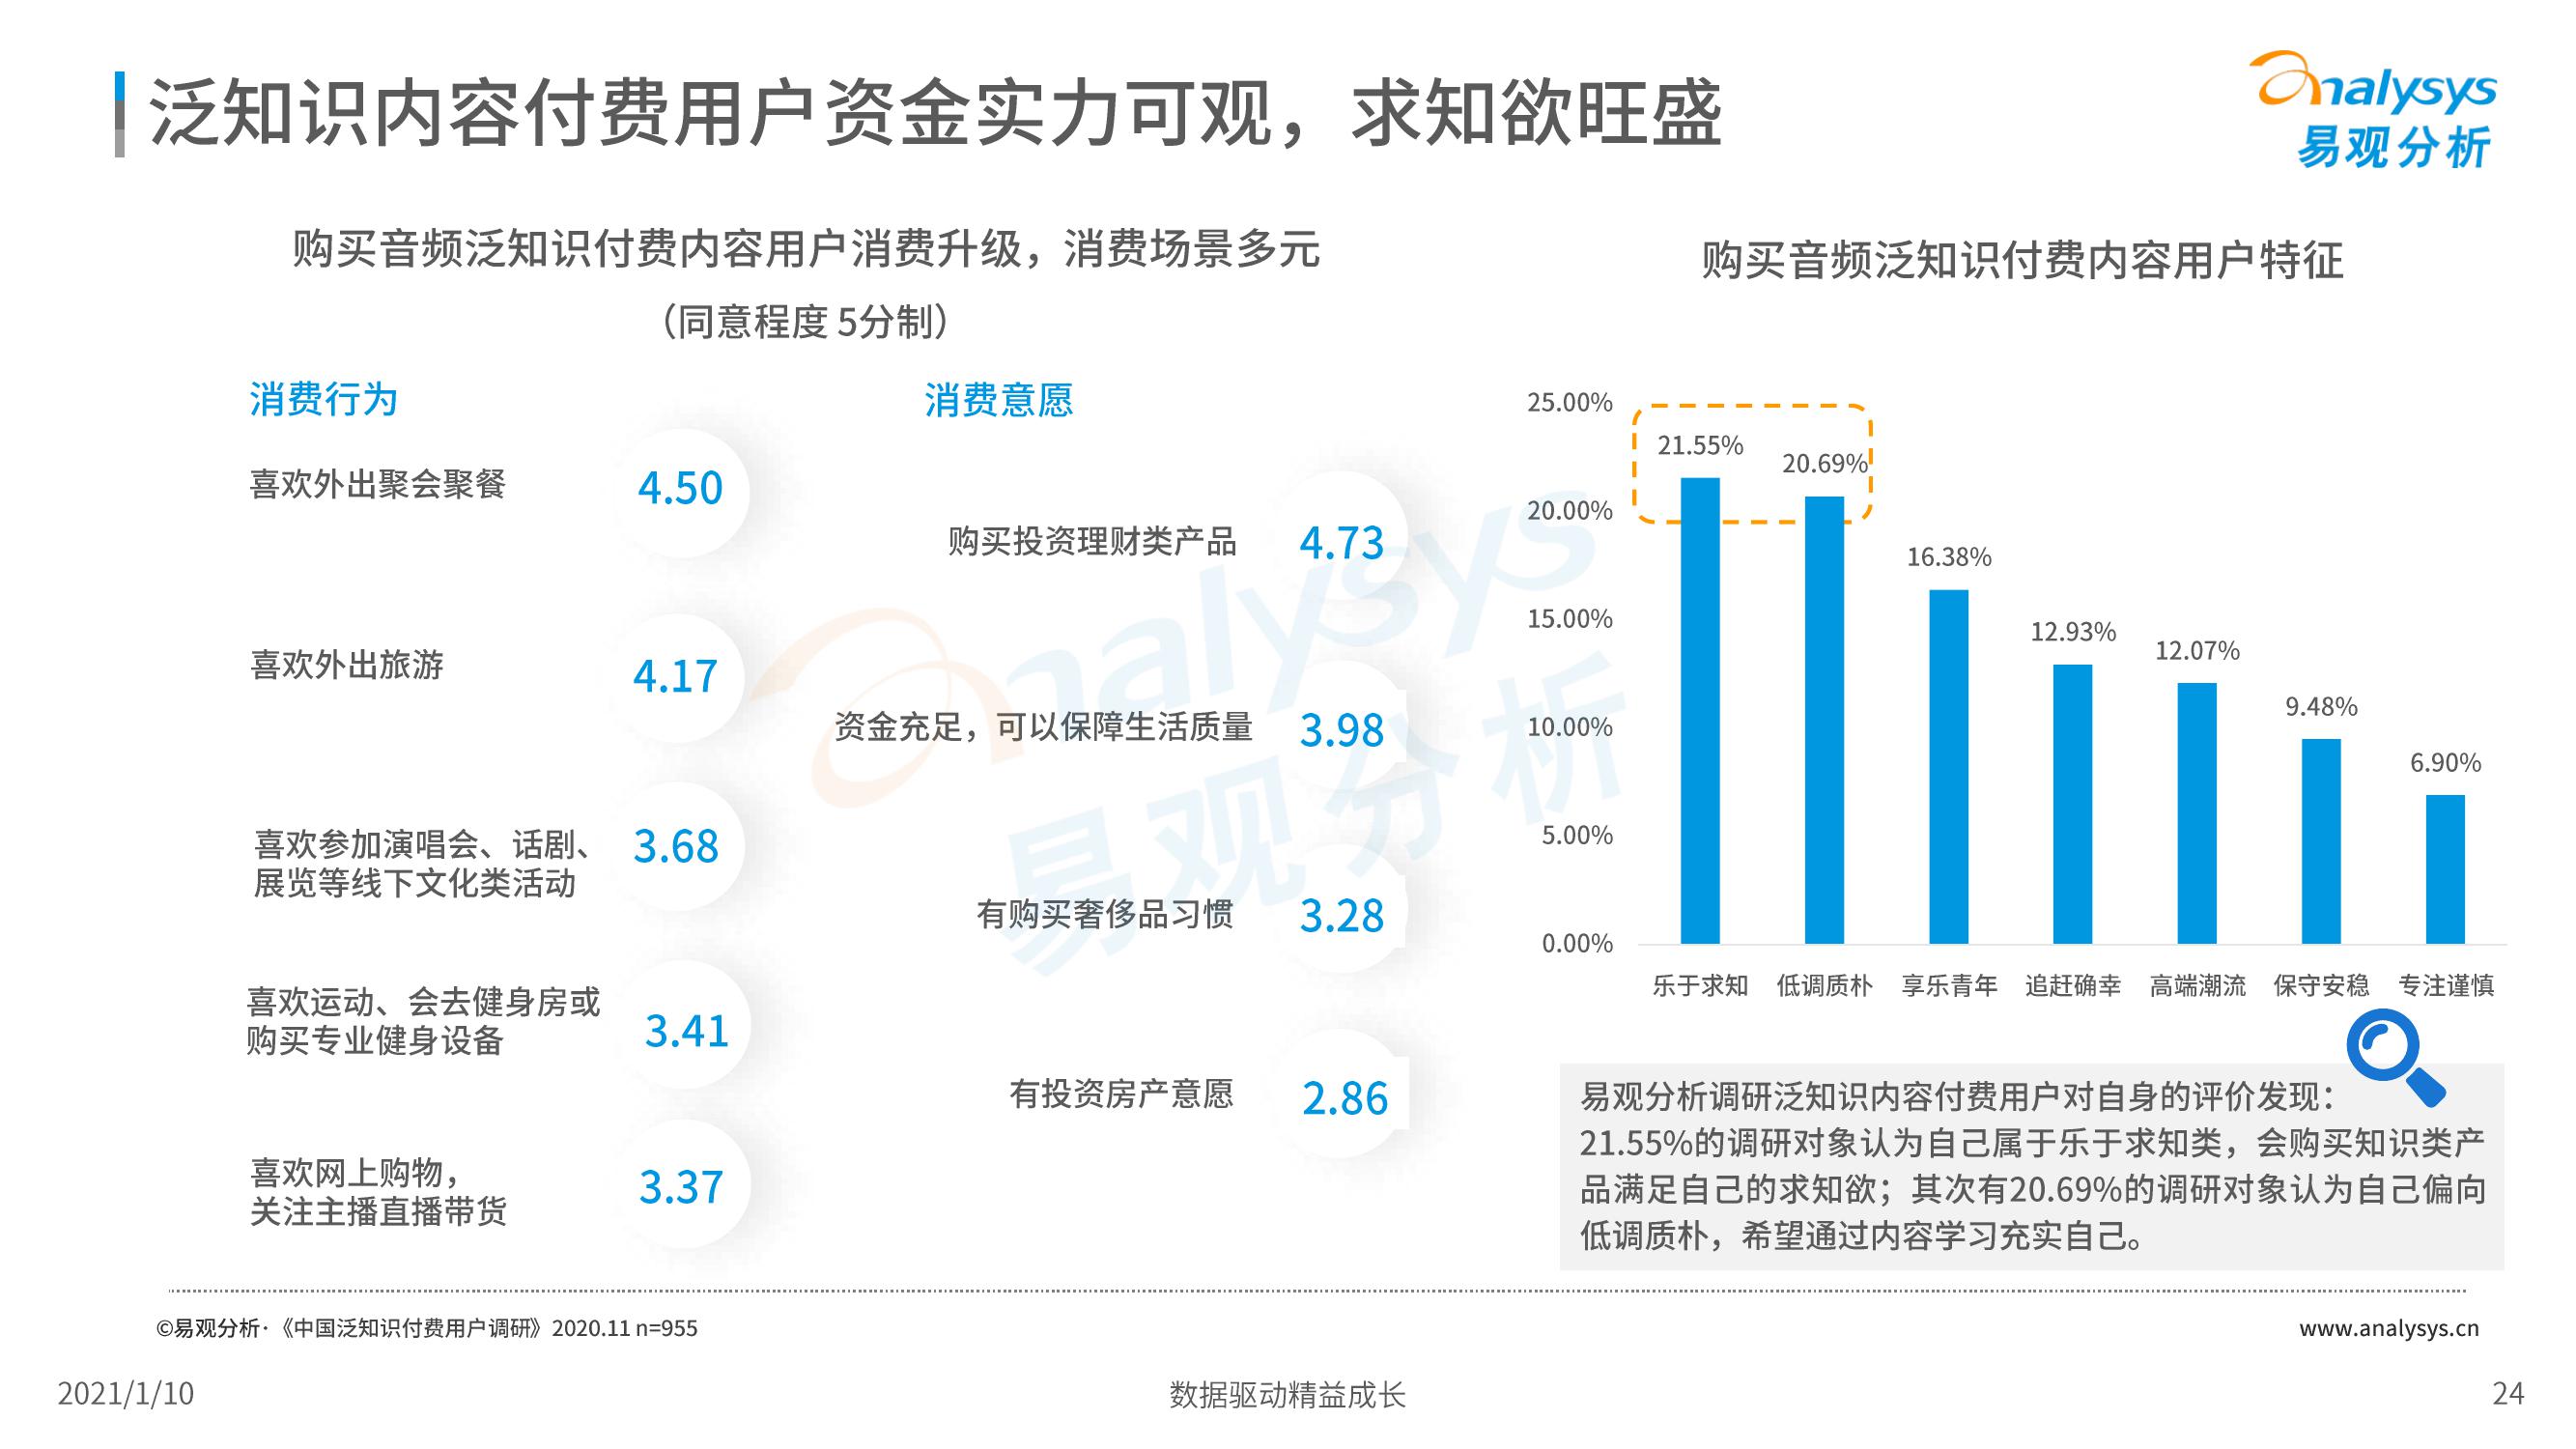 泛知识内容付费用户资金实力可观，求知欲旺盛
analysys
易观分析
购买音频泛知识付费内容用户消费升级，消费场景多元
（同意程度 5分制）
消费行为
喜欢外出聚会聚餐
4.50
喜欢外出旅游
4.17
喜欢参加演唱会、话剧、
展览等线下文化类活动
3.68
喜欢运动、会去健身房或
购买专业健身设备
3.41
喜欢网上购物，
关注主播直播带货
3.37
消费意愿
购买投资理财类产品
4.73
资金充足，可以保障生活质量
3.98
有购买奢侈品习惯
3.28
有投资房产意愿
2.86
analysys
易观分析
购买音频泛知识付费内容用户特征
25.00%
20.00%
15.00%
10.00%
5.00%
0.00%
21.55%
20.69%
16.38%
12.93%
12.07%
9.48%
6.90%
乐于求知 低调质朴 享乐青年 追赶确幸 高端潮流 保守安稳 专注谨慎
易观分析调研泛知识内容付费用户对自身的评价发现：
21.55%的调研对象认为自己属于乐于求知类，会购买知识类产
品满足自己的求知欲；其次有20.69%的调研对象认为自己偏向
低调质朴，希望通过内容学习充实自己。
©易观分析·《中国泛知识付费用户调研》2020.11 n=955
www.analysys.cn
2021/1/10
数据驱动精益成长
24